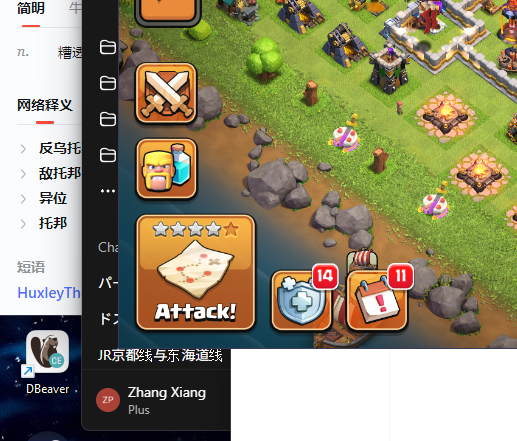 简明
n.
糟透
网络释义
反乌托
敌托邦
异位
托邦
短语
HuxleyThe
CE
DBeaver
Cha
パー
ドス
JR京都线与东海道线
ZP
Zhang Xiang
Plus
Attack!
14
11